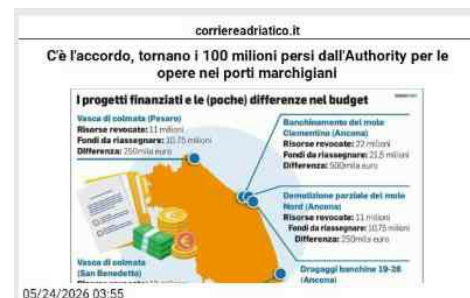 corriereadriatico.it
C'è l'accordo, tornano i 100 milioni persi dall'Authority per le
opere nei porti marchigiani
I progetti finanziati e le (poche) differenze nel budget
Vasca di colmata (Pesaro)
Risorse revocate: 11 milioni
Fondi da riassegnare: 10.75 milioni
Differenza: 250mila euro
Banchinamento del molo
Clementino (Ancona)
Risorse revocate: 22 milioni
Fondi da riassegnare: 21.5 milioni
Differenza: 500mila euro
Demolizione parziale del molo
Nord (Ancona)
Risorse revocate: 11 milioni
Fondi da riassegnare: 10.75 milioni
Differenza: 250mila euro
Vasca di colmata
(San Benedetto)
Dragaggi banchine 19-26
(Ancona)
05/24/2026 03:55